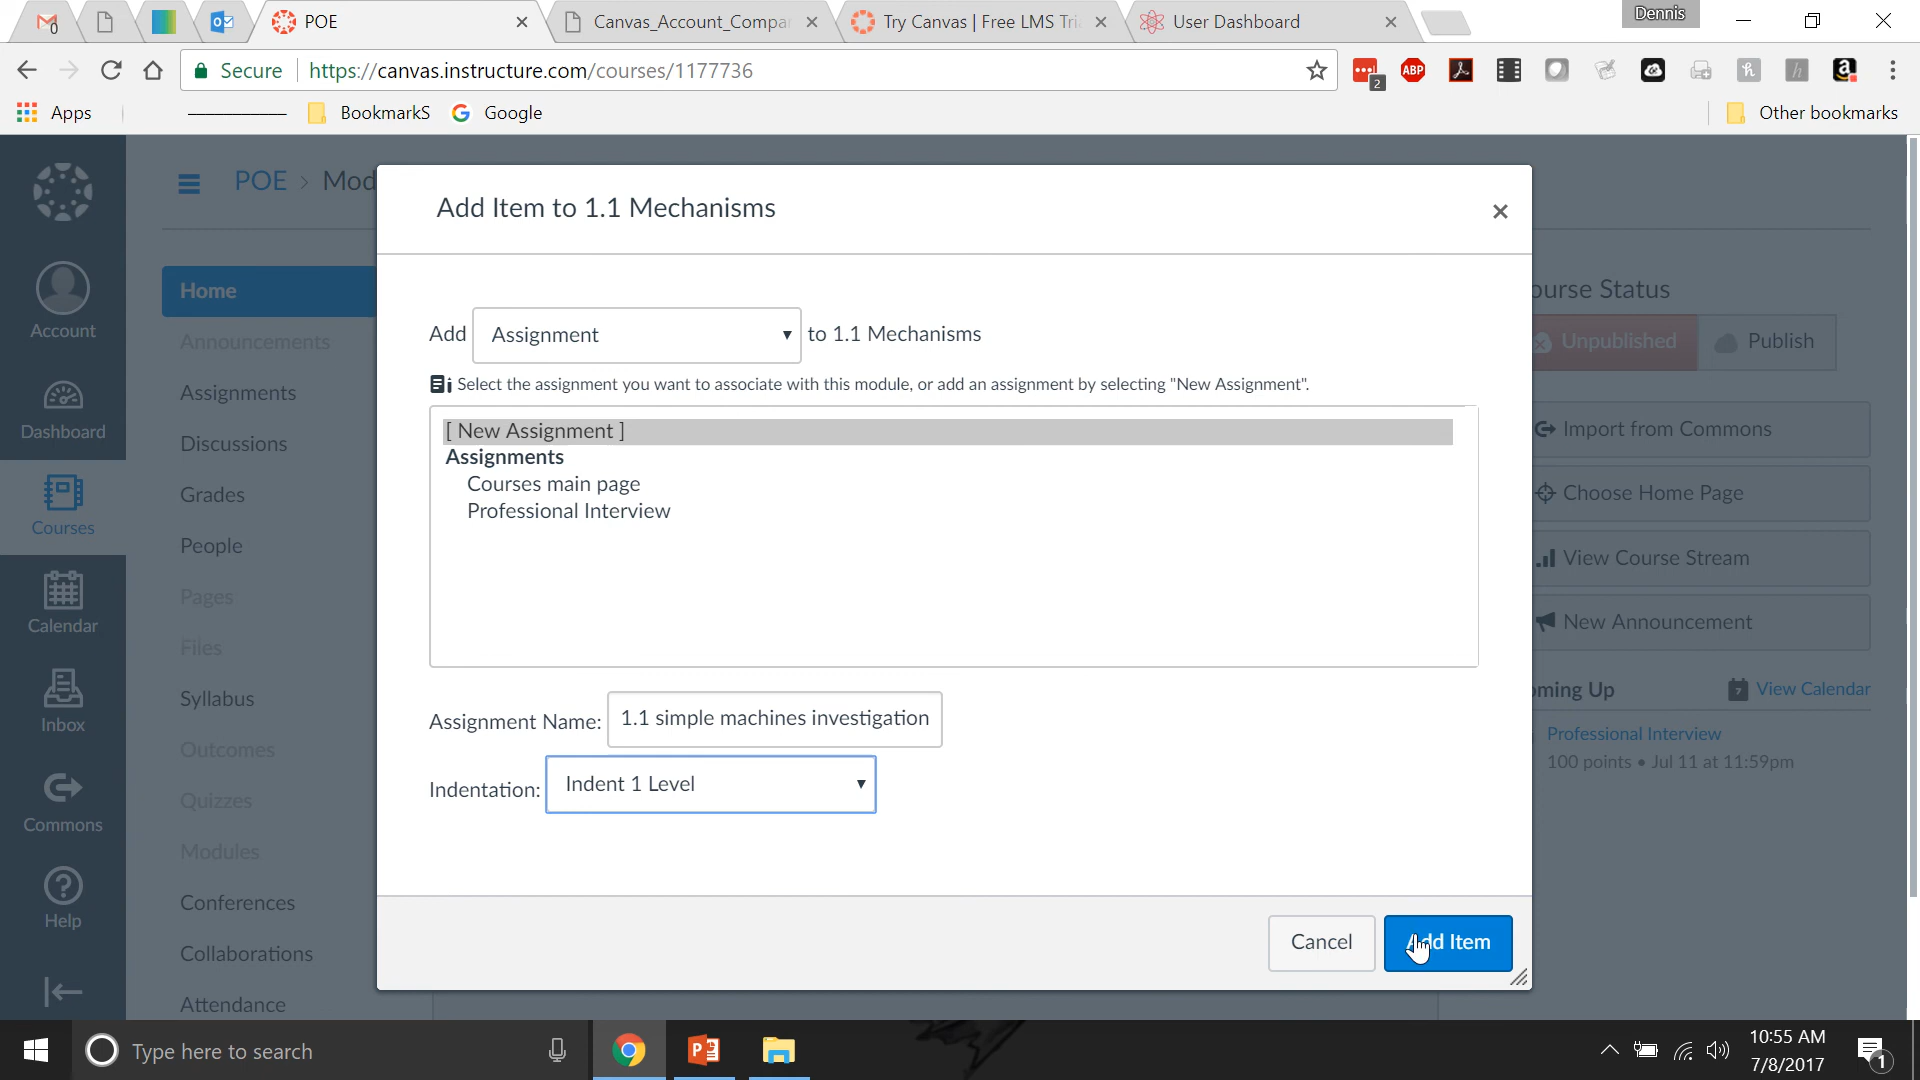 POE
Canvas_Account_Compa
Try Canvas | Free LMS Tri
User Dashboard
Dennis
Secure
https://canvas.instructure.com/courses/1177736
2
ABP
Apps
BookmarkS
Google
Other bookmarks
POE > Mod
Add Item to 1.1 Mechanisms
Account
Dashboard
Courses
Calendar
Inbox
Commons
Help
Home
Announcements
Assignments
Discussions
Grades
People
Pages
Files
Syllabus
Outcomes
Quizzes
Modules
Conferences
Collaborations
Attendance
Add Assignment to 1.1 Mechanisms
Select the assignment you want to associate with this module, or add an assignment by selecting "New Assignment".
[ New Assignment ]
Assignments
Courses main page
Professional Interview
Assignment Name: 1.1 simple machines investigation
Indentation: Indent 1 Level
Cancel
Add Item
ourse Status
Unpublished
Publish
Import from Commons
Choose Home Page
View Course Stream
New Announcement
ming Up
7 View Calendar
Professional Interview
100 points • Jul 11 at 11:59pm
Type here to search
10:55 AM
7/8/2017
1